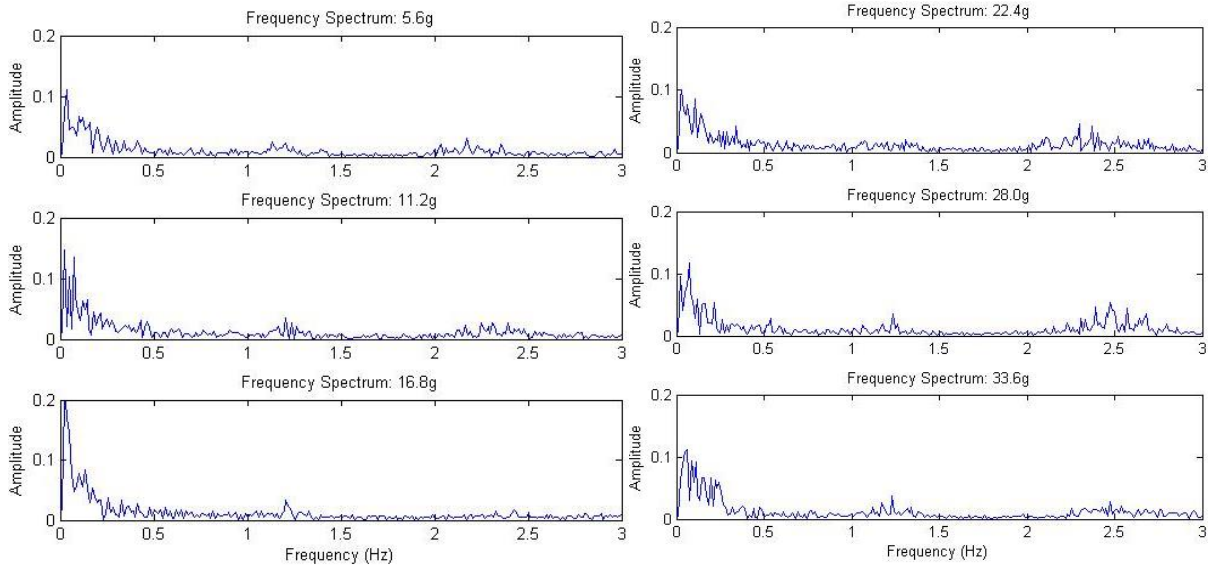 Frequency Spectrum: 5.6g
0.2
0.1
0
Amplitude
0 0.5 1 1.5 2 2.5 3
Frequency Spectrum: 11.2g
0.2
0.1
0
Amplitude
0 0.5 1 1.5 2 2.5 3
Frequency Spectrum: 16.8g
0.2
0.1
0
Amplitude
0 0.5 1 1.5 2 2.5 3
Frequency (Hz)
Frequency Spectrum: 22.4g
0.2
0.1
0
Amplitude
0 0.5 1 1.5 2 2.5 3
Frequency Spectrum: 28.0g
0.2
0.1
0
Amplitude
0 0.5 1 1.5 2 2.5 3
Frequency Spectrum: 33.6g
0.2
0.1
0
Amplitude
0 0.5 1 1.5 2 2.5 3
Frequency (Hz)